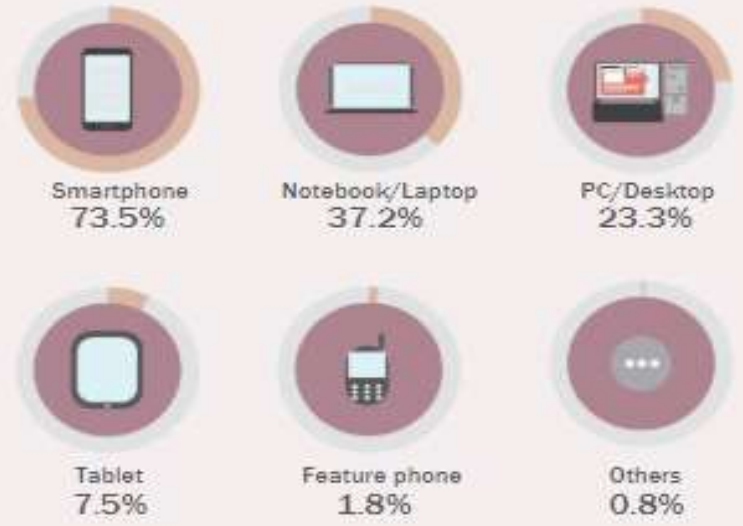 Smartphone
73.5%
Notebook/Laptop
37.2%
PC/Desktop
23.3%
Tablet
7.5%
Feature phone
1.8%
Others
0.8%